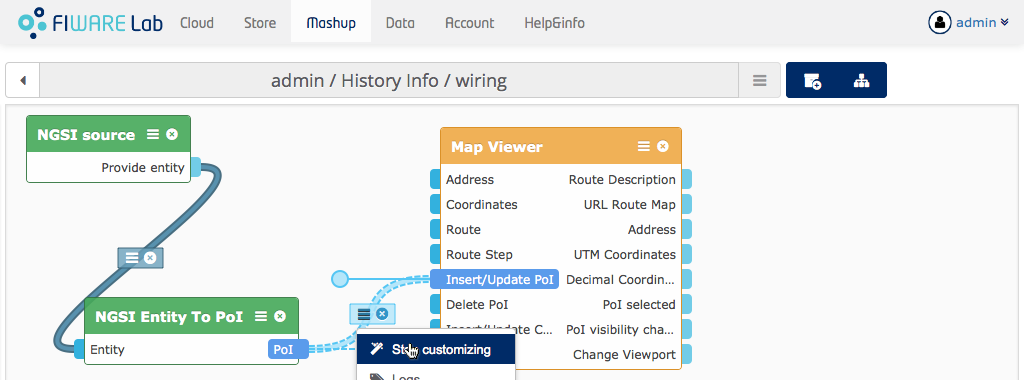 FIWARE Lab Cloud Store Mashup Data Account Help&info admin
admin / History Info / wiring
NGSI source
Provide entity
Map Viewer
Address Route Description
Coordinates URL Route Map
Route Address
Route Step UTM Coordinates
Insert/Update PoI Decimal Coordin...
Delete PoI PoI selected
Insert/Update C... PoI visibility cha...
Change Viewport
NGSI Entity To PoI
Entity PoI
Start customizing
Logs